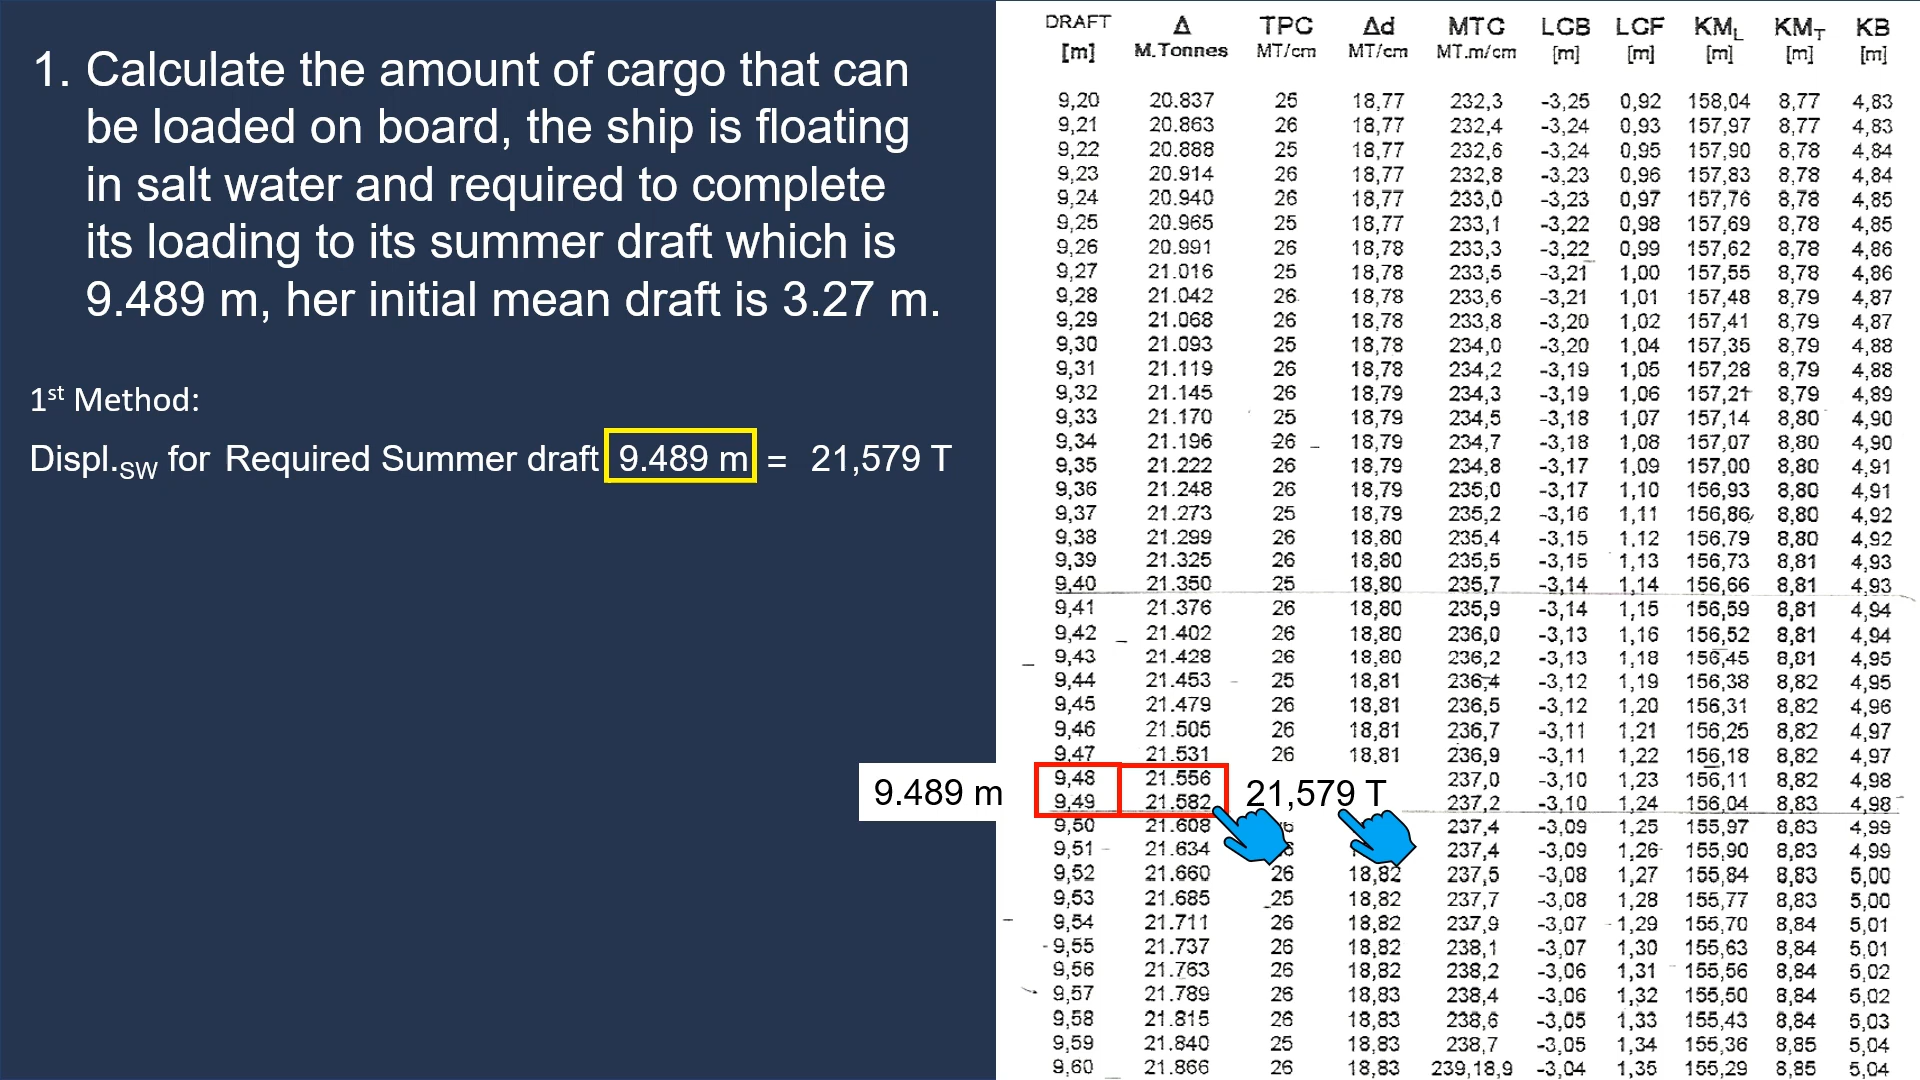 1. Calculate the amount of cargo that can
be loaded on board, the ship is floating
in salt water and required to complete
its loading to its summer draft which is
9.489 m, her initial mean draft is 3.27 m.
1st Method:
Displ.SW for Required Summer draft 9.489 m = 21,579 T
DRAFT Δ TPC Δd MTC LCB LCF KML KMT KB
[m] M.Tonnes MT/cm MT/cm MT.m/cm [m] [m] [m] [m] [m]
9,20 20.837 25 18,77 232,3 -3,25 0,92 158,04 8,77 4,83
9,21 20.863 26 18,77 232,4 -3,24 0,93 157,97 8,77 4,83
9,22 20.888 25 18,77 232,6 -3,24 0,95 157,90 8,78 4,84
9,23 20.914 26 18,77 232,8 -3,23 0,96 157,83 8,78 4,84
9,24 20.940 26 18,77 233,0 -3,23 0,97 157,76 8,78 4,85
9,25 20.965 25 18,77 233,1 -3,22 0,98 157,69 8,78 4,85
9,26 20.991 26 18,78 233,3 -3,22 0,99 157,62 8,78 4,86
9,27 21.016 25 18,78 233,5 -3,21 1,00 157,55 8,78 4,86
9,28 21.042 26 18,78 233,6 -3,21 1,01 157,48 8,79 4,87
9,29 21.068 26 18,78 233,8 -3,20 1,02 157,41 8,79 4,87
9,30 21.093 25 18,78 234,0 -3,20 1,04 157,35 8,79 4,88
9,31 21.119 26 18,78 234,2 -3,19 1,05 157,28 8,79 4,88
9,32 21.145 26 18,79 234,3 -3,19 1,06 157,21 8,79 4,89
9,33 21.170 25 18,79 234,5 -3,18 1,07 157,14 8,80 4,90
9,34 21.196 26 18,79 234,7 -3,18 1,08 157,07 8,80 4,90
9,35 21.222 26 18,79 234,8 -3,17 1,09 157,00 8,80 4,91
9,36 21.248 26 18,79 235,0 -3,17 1,10 156,93 8,80 4,91
9,37 21.273 25 18,79 235,2 -3,16 1,11 156,86 8,80 4,92
9,38 21.299 26 18,80 235,4 -3,15 1,12 156,79 8,80 4,92
9,39 21.325 26 18,80 235,5 -3,15 1,13 156,73 8,81 4,93
9,40 21.350 25 18,80 235,7 -3,14 1,14 156,66 8,81 4,93
9,41 21.376 26 18,80 235,9 -3,14 1,15 156,59 8,81 4,94
9,42 21.402 26 18,80 236,0 -3,13 1,16 156,52 8,81 4,94
9,43 21.428 26 18,80 236,2 -3,13 1,18 156,45 8,81 4,95
9,44 21.453 25 18,81 236,4 -3,12 1,19 156,38 8,82 4,95
9,45 21.479 26 18,81 236,5 -3,12 1,20 156,31 8,82 4,96
9,46 21.505 26 18,81 236,7 -3,11 1,21 156,25 8,82 4,97
9,47 21.531 26 18,81 236,9 -3,11 1,22 156,18 8,82 4,97
9,48 21.556 237,0 -3,10 1,23 156,11 8,82 4,98
9.489 m 21,579 T
9,49 21.582 237,2 -3,10 1,24 156,04 8,83 4,98
9,50 21.608 237,4 -3,09 1,25 155,97 8,83 4,99
9,51 21.634 237,4 -3,09 1,26 155,90 8,83 4,99
9,52 21.660 26 18,82 237,5 -3,08 1,27 155,84 8,83 5,00
9,53 21.685 25 18,82 237,7 -3,08 1,28 155,77 8,83 5,00
9,54 21.711 26 18,82 237,9 -3,07 1,29 155,70 8,84 5,01
9,55 21.737 26 18,82 238,1 -3,07 1,30 155,63 8,84 5,01
9,56 21.763 26 18,82 238,2 -3,06 1,31 155,56 8,84 5,02
9,57 21.789 26 18,83 238,4 -3,06 1,32 155,50 8,84 5,02
9,58 21.815 26 18,83 238,6 -3,05 1,33 155,43 8,84 5,03
9,59 21.840 25 18,83 238,7 -3,05 1,34 155,36 8,85 5,04
9,60 21.866 26 18,83 239,18,9 -3,04 1,35 155,29 8,85 5,04